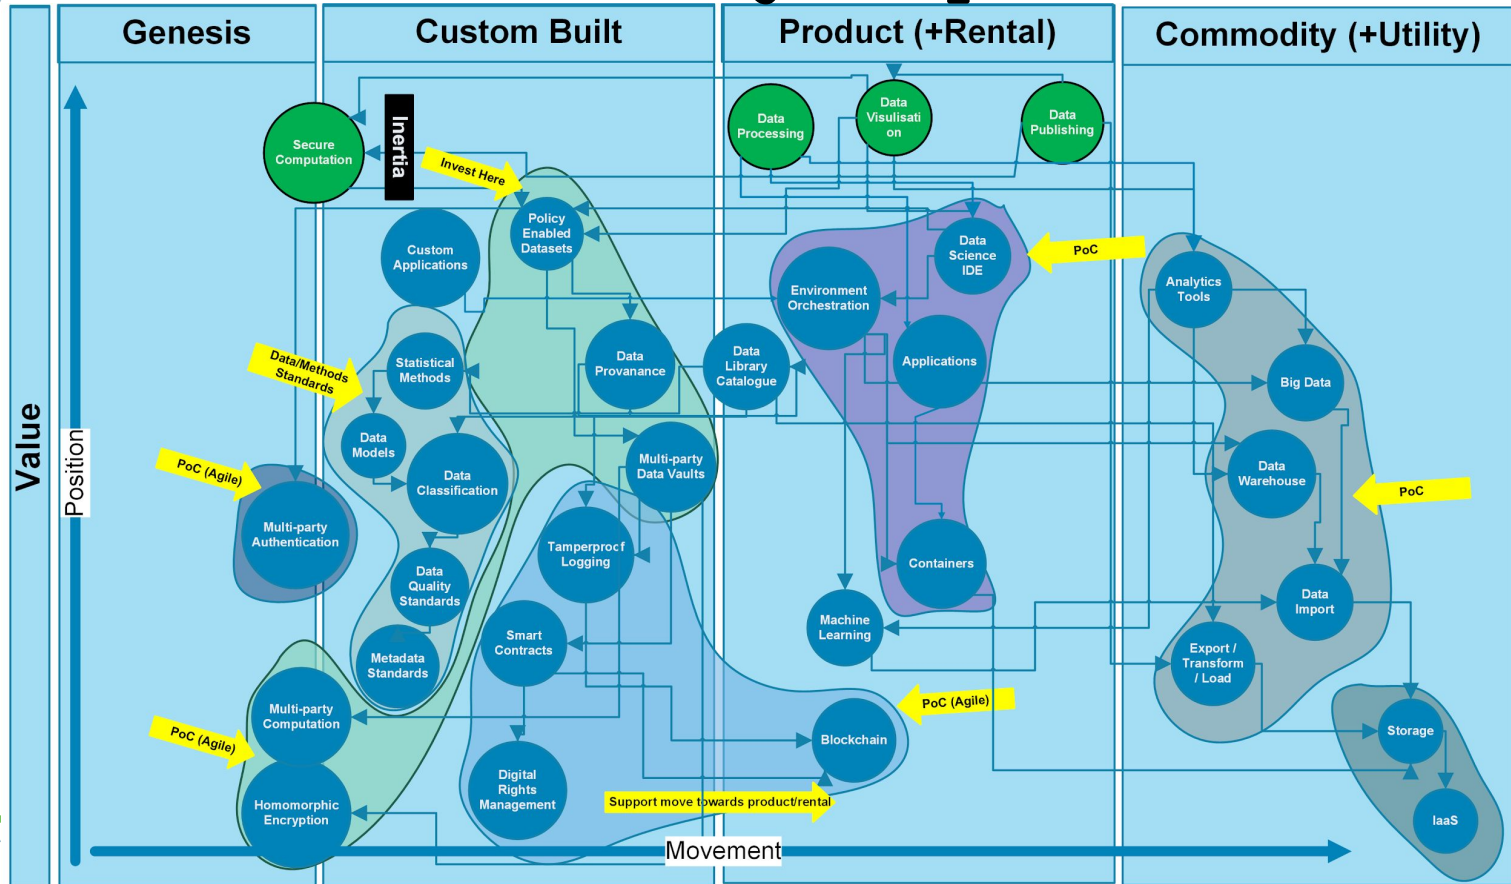 Genesis
Custom Built
Product (+Rental)
Commodity (+Utility)
Value
Position
Movement
Inertia
Secure
Computation
Data
Processing
Data
Visulisati
on
Data
Publishing
Invest Here
Policy
Enabled
Datasets
Custom
Applications
Data
Science
IDE
PoC
Environment
Orchestration
Analytics
Tools
Data/Methods
Standards
Statistical
Methods
Data
Provanance
Data
Library
Catalogue
Applications
Big Data
Data
Models
PoC (Agile)
Data
Classification
Multi-party
Data Vaults
Data
Warehouse
PoC
Multi-party
Authentication
Tamperprocf
Logging
Containers
Data
Quality
Standards
Data
Import
Smart
Contracts
Machine
Learning
Metadata
Standards
Export /
Transform
/ Load
Multi-party
Computation
PoC (Agile)
PoC (Agile)
Blockchain
Storage
Digital
Rights
Management
Support move towards product/rental
Homomorphic
Encryption
IaaS